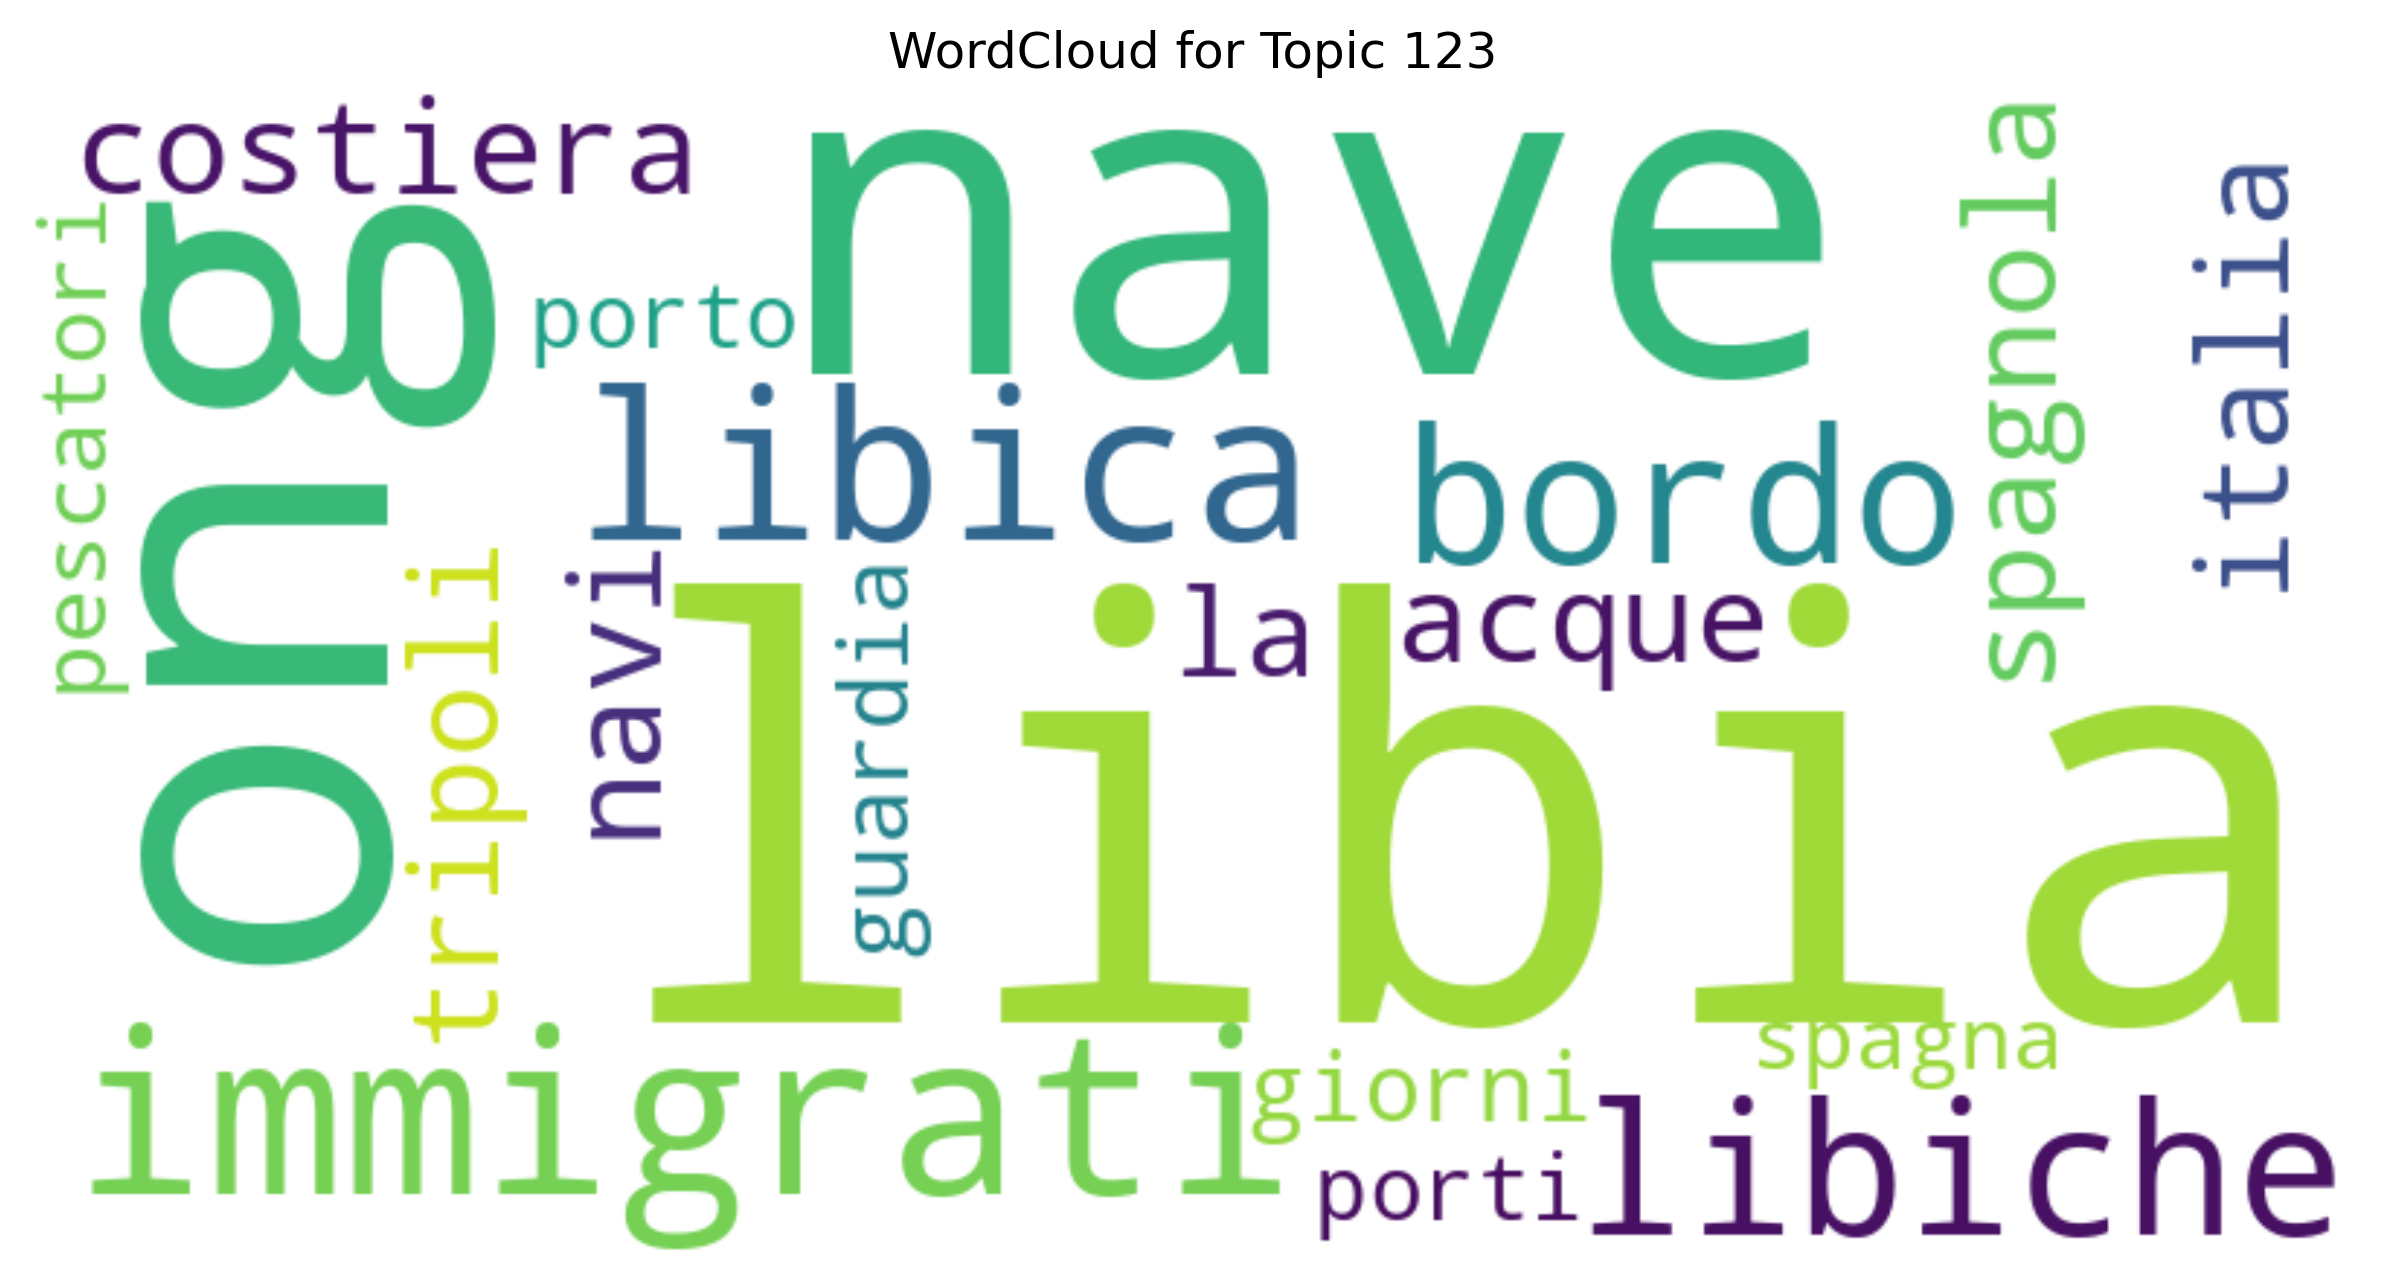 WordCloud for Topic 123
costiera
nave
spagnola
italia
pescatori
ong
porto
libica
bordo
tripoli
navi
guardia
la
acque
libia
immigrati
giorni
spagna
porti
libiche